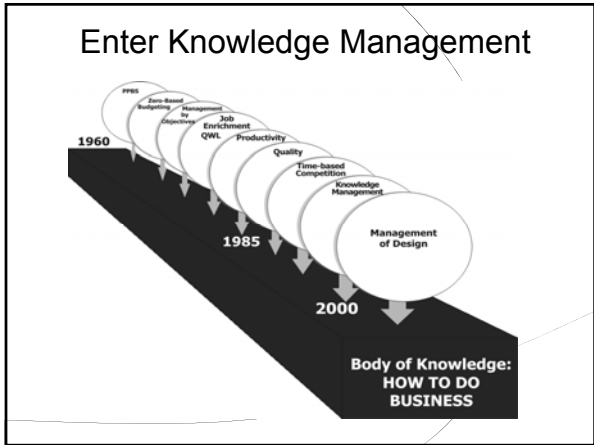 Enter Knowledge Management
PPBS
Zero-Based
Budgeting
Management
by
Objectives
Job
Enrichment
QWL
Productivity
Quality
Time-based
Competition
Knowledge
Management
Management
of Design
1960
1985
2000
Body of Knowledge:
HOW TO DO
BUSINESS